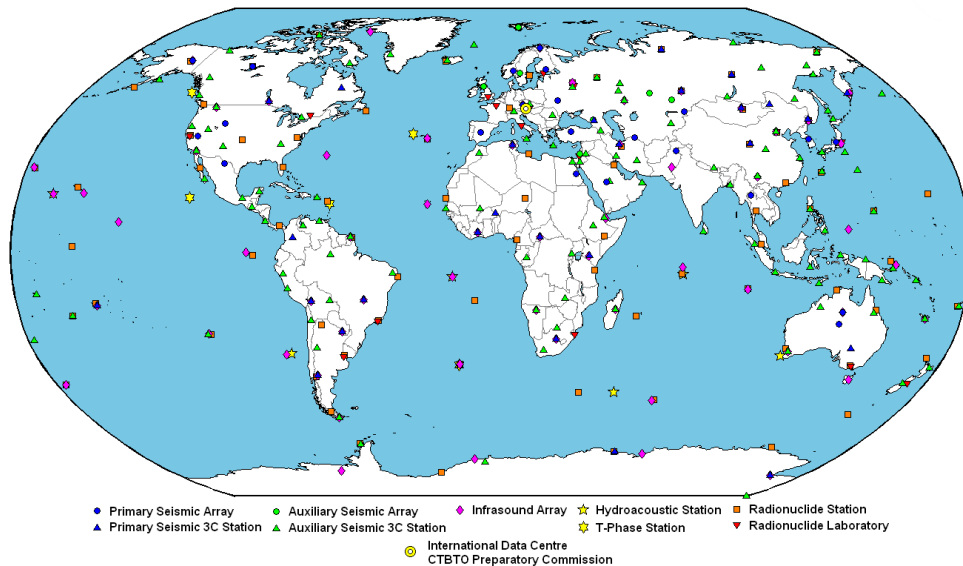 Primary Seismic Array
Auxiliary Seismic Array
Infrasound Array
Hydroacoustic Station
Radionuclide Station
Primary Seismic 3C Station
Auxiliary Seismic 3C Station
T-Phase Station
Radionuclide Laboratory
International Data Centre
CTBTO Preparatory Commission